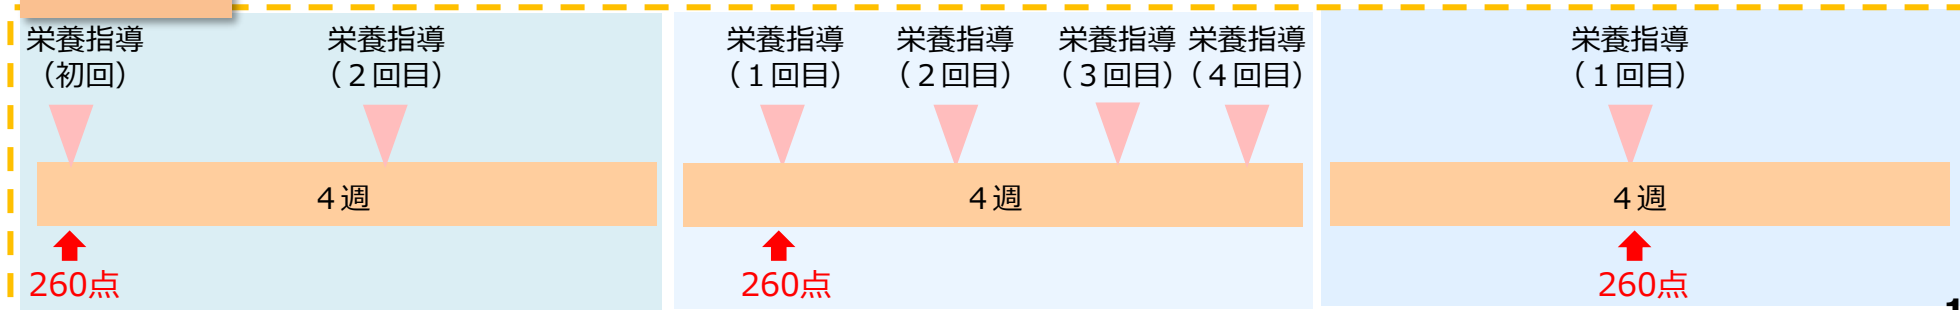 栄養指導
（初回）
栄養指導
（２回目）
４週
260点
栄養指導
（１回目）
栄養指導
（２回目）
栄養指導
（３回目）
栄養指導
（４回目）
４週
260点
栄養指導
（１回目）
４週
260点